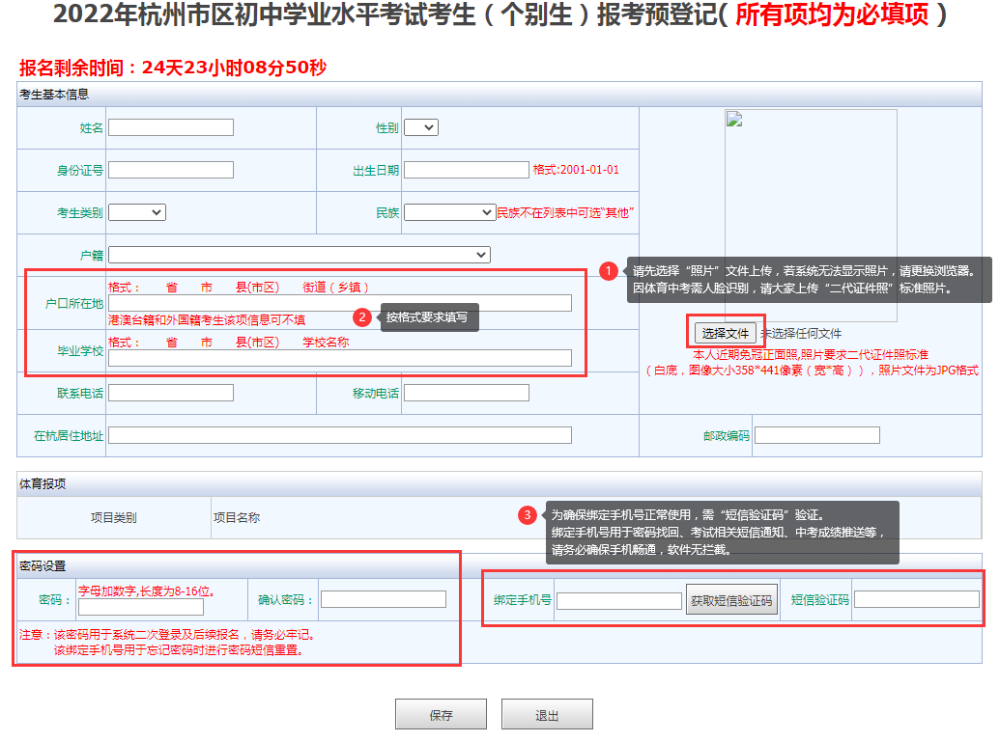 2022年杭州市区初中学业水平考试考生（个别生）报考预登记( 所有项均为必填项 )
报名剩余时间：24天23小时08分50秒
考生基本信息
姓名
性别
身份证号
出生日期
格式:2001-01-01
考生类别
民族
民族不在列表中可选“其他”
户籍
1
请先选择“照片”文件上传，若系统无法显示照片，请更换浏览器。
因体育中考需人脸识别，请大家上传“二代证件照”标准照片。
户口所在地
格式： 省 市 县(市区) 街道（乡镇）
港澳台籍和外国籍考生该项信息可不填
2
按格式要求填写
选择文件
未选择任何文件
毕业学校
格式： 省 市 县(市区) 学校名称
本人近期免冠正面照,照片要求二代证件照标准
（白底，图像大小358*441像素（宽*高）），照片文件为JPG格式
联系电话
移动电话
在杭居住地址
邮政编码
体育报项
项目类别
项目名称
3
为确保绑定手机号正常使用，需“短信验证码”验证。
绑定手机号用于密码找回、考试相关短信通知、中考成绩推送等，
请务必确保手机畅通，软件无拦截。
密码设置
密码：
字母加数字,长度为8-16位。
确认密码：
绑定手机号
获取短信验证码
短信验证码
注意：该密码用于系统二次登录及后续报名，请务必牢记。
该绑定手机号用于忘记密码时进行密码短信重置。
保存
退出